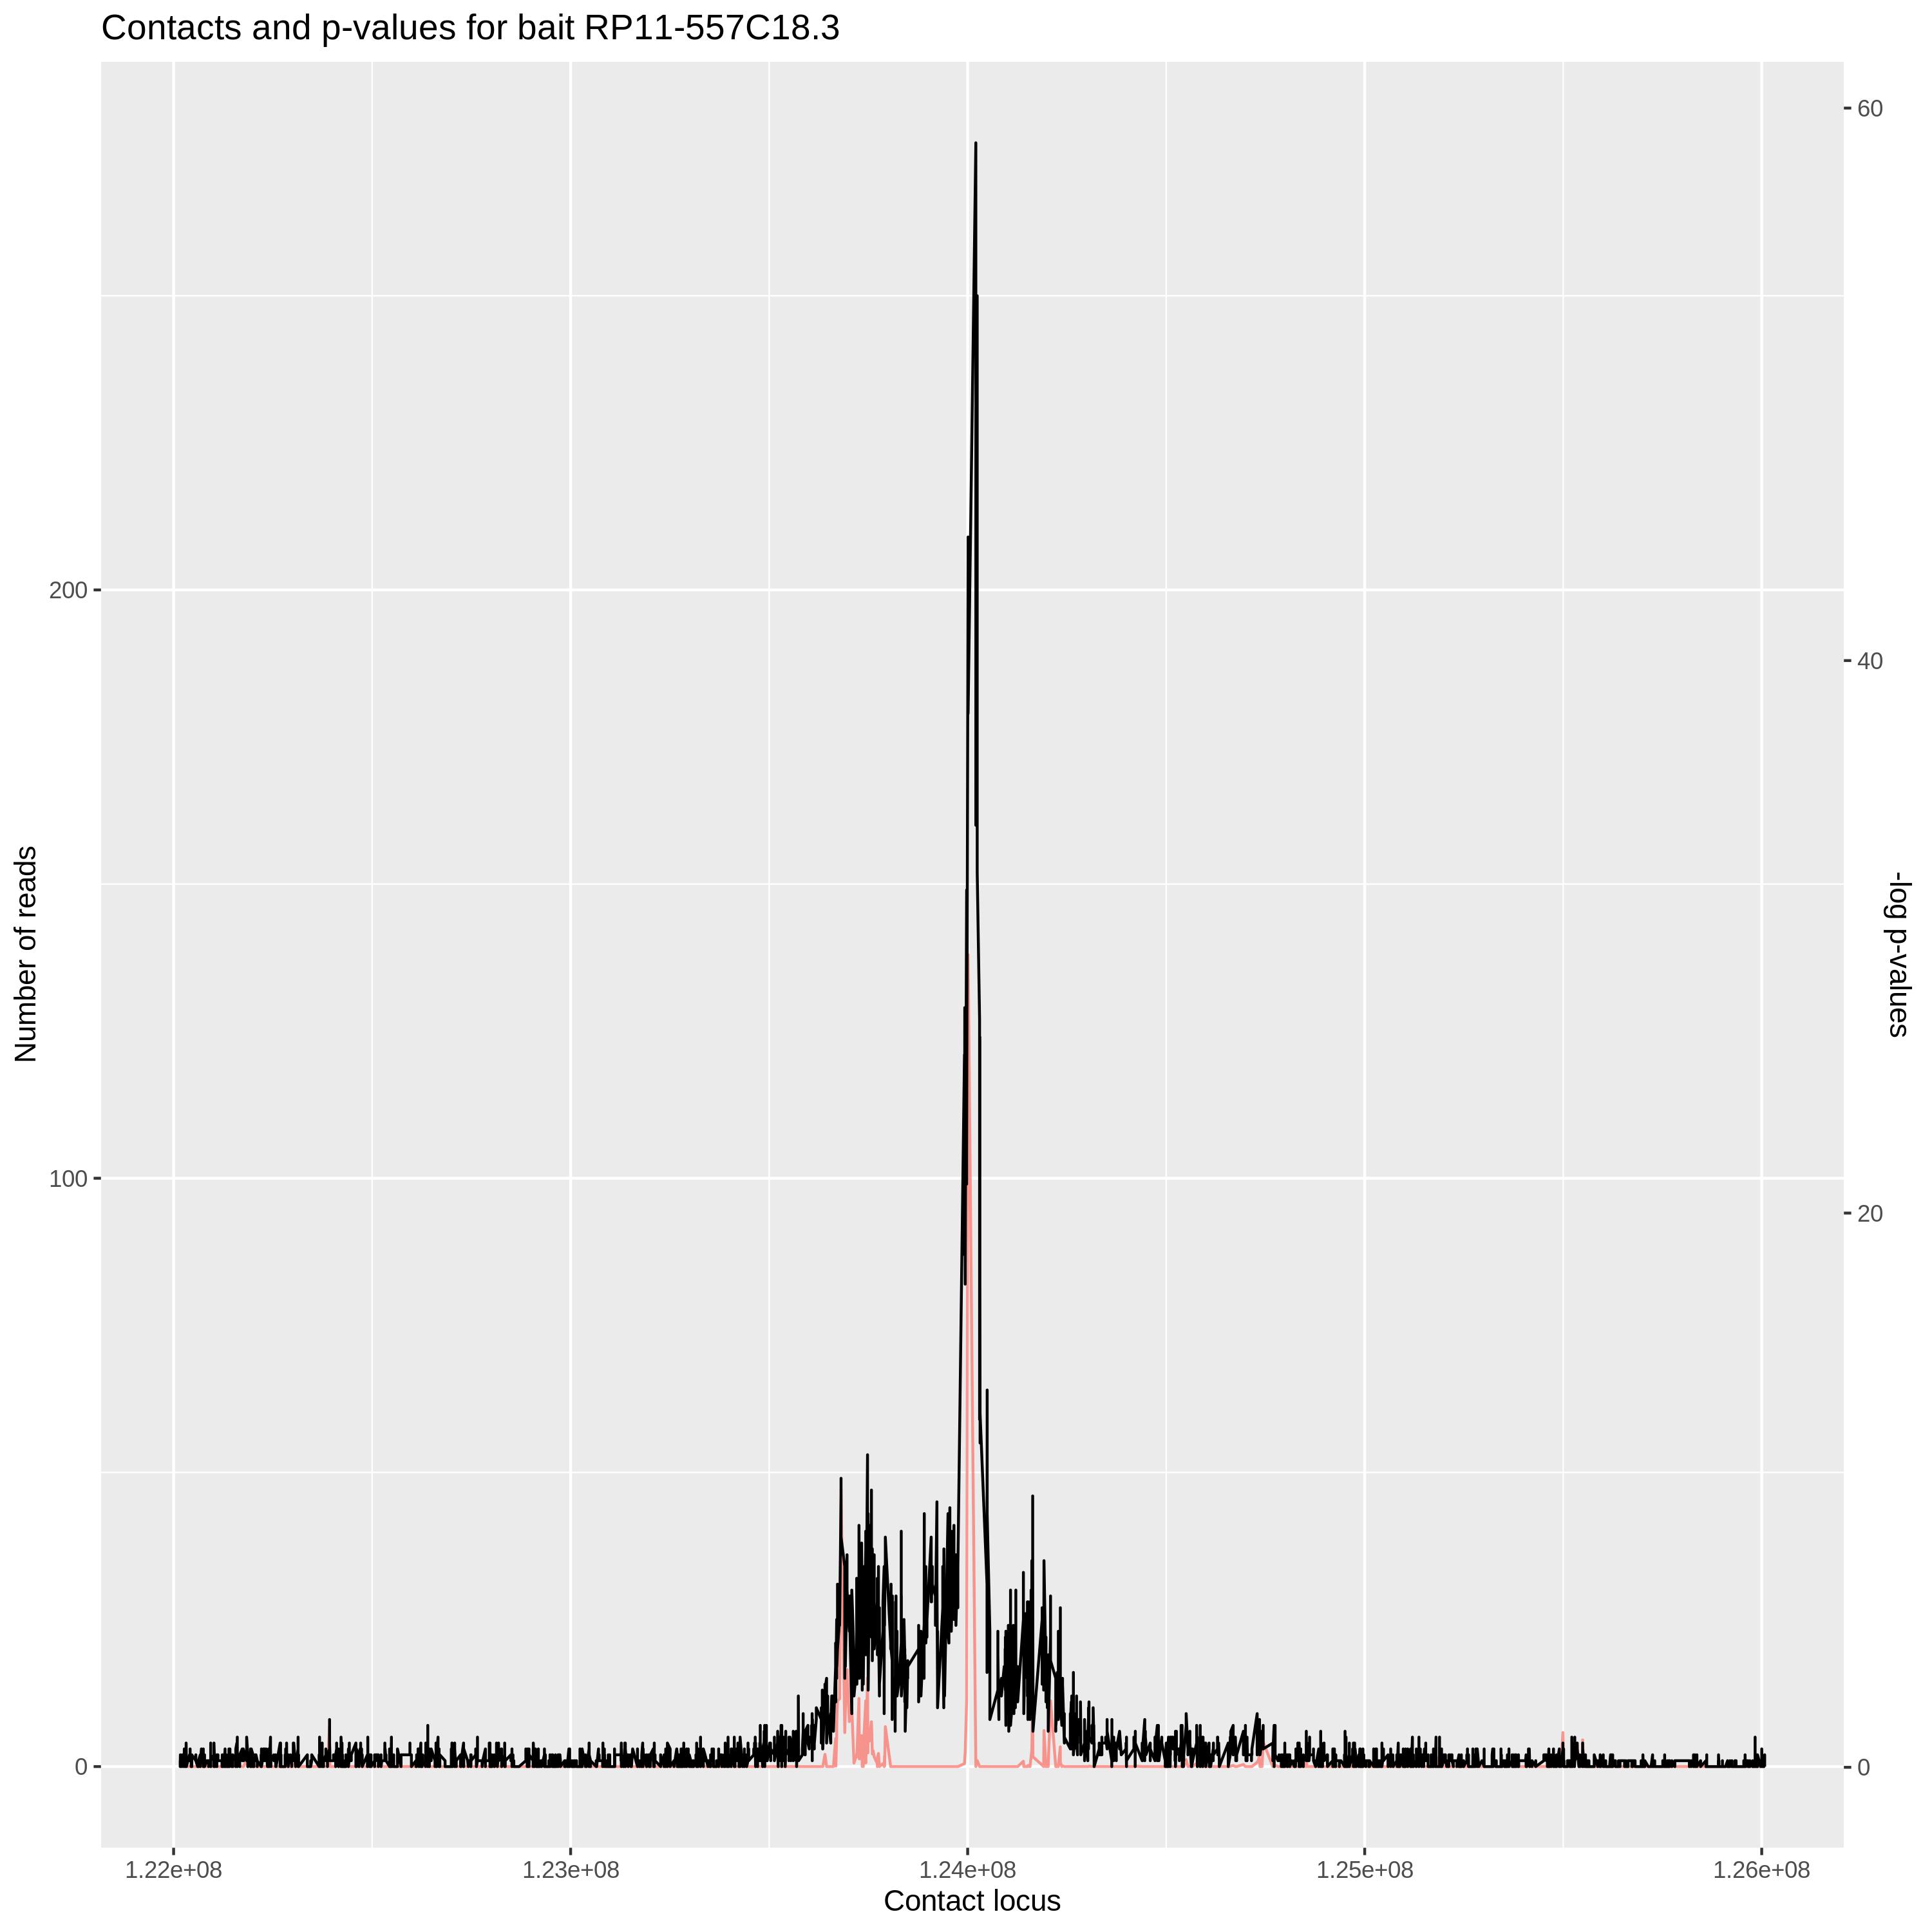 Contacts and p-values for bait RP11-557C18.3
Number of reads
200
100
0
60
40
20
0
-log p-values
1.22e+08
1.23e+08
1.24e+08
1.25e+08
1.26e+08
Contact locus